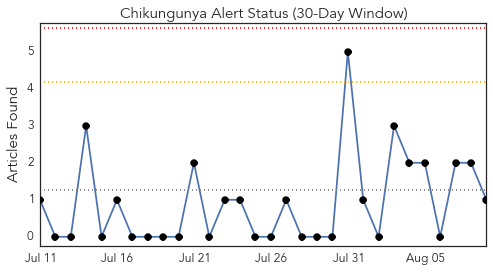 Chikungunya Alert Status (30-Day Window)
Articles Found
5
4
3
2
1
0
Jul 11 Jul 16 Jul 21 Jul 26 Jul 31 Aug 05